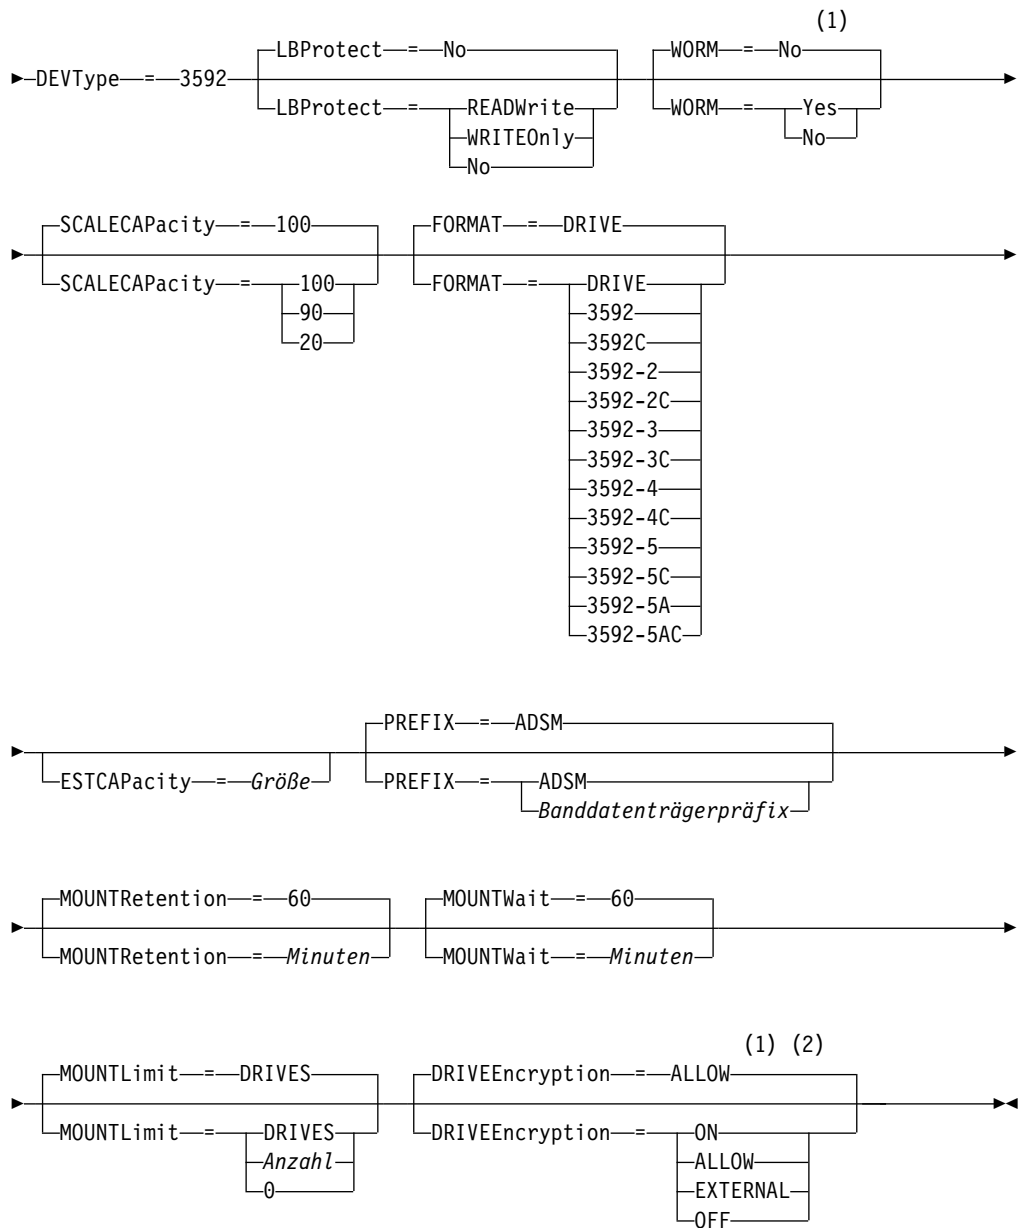 (1)
LBProtect = No WORM = No
DEVType = 3592
LBProtect = READWrite WORM = Yes
WRITEOnly No
No
SCALECAPacity = 100 FORMAT = DRIVE
SCALECAPacity = 100 FORMAT = DRIVE
90 3592
20 3592C
3592-2
3592-2C
3592-3
3592-3C
3592-4
3592-4C
3592-5
3592-5C
3592-5A
3592-5AC
PREFIX = ADSM
ESTCAPacity = Größe PREFIX = ADSM
Banddatenträgerpräfix
MOUNTRetention = 60 MOUNTWait = 60
MOUNTRetention = Minuten MOUNTWait = Minuten
(1) (2)
MOUNTLimit = DRIVES DRIVEEncryption = ALLOW
MOUNTLimit = DRIVES DRIVEEncryption = ON
Anzahl ALLOW
0 EXTERNAL
OFF